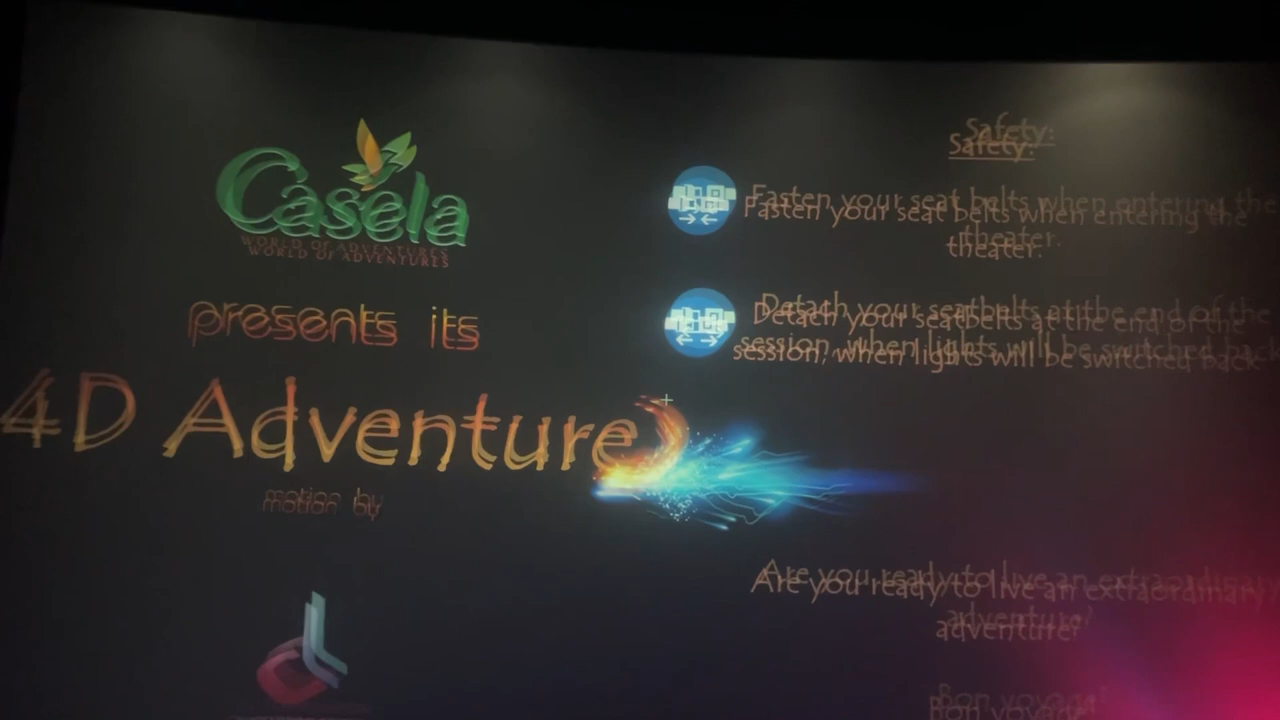 Casela
WORLD OF ADVENTURES
presents its
4D Adventure
motion by
Safety:
Fasten your seat belts when entering the
theater.
Detach your seatbelts at the end of the
session, when lights will be switched back
Are you ready to live an extraordinary
adventure?
Bon voyage!